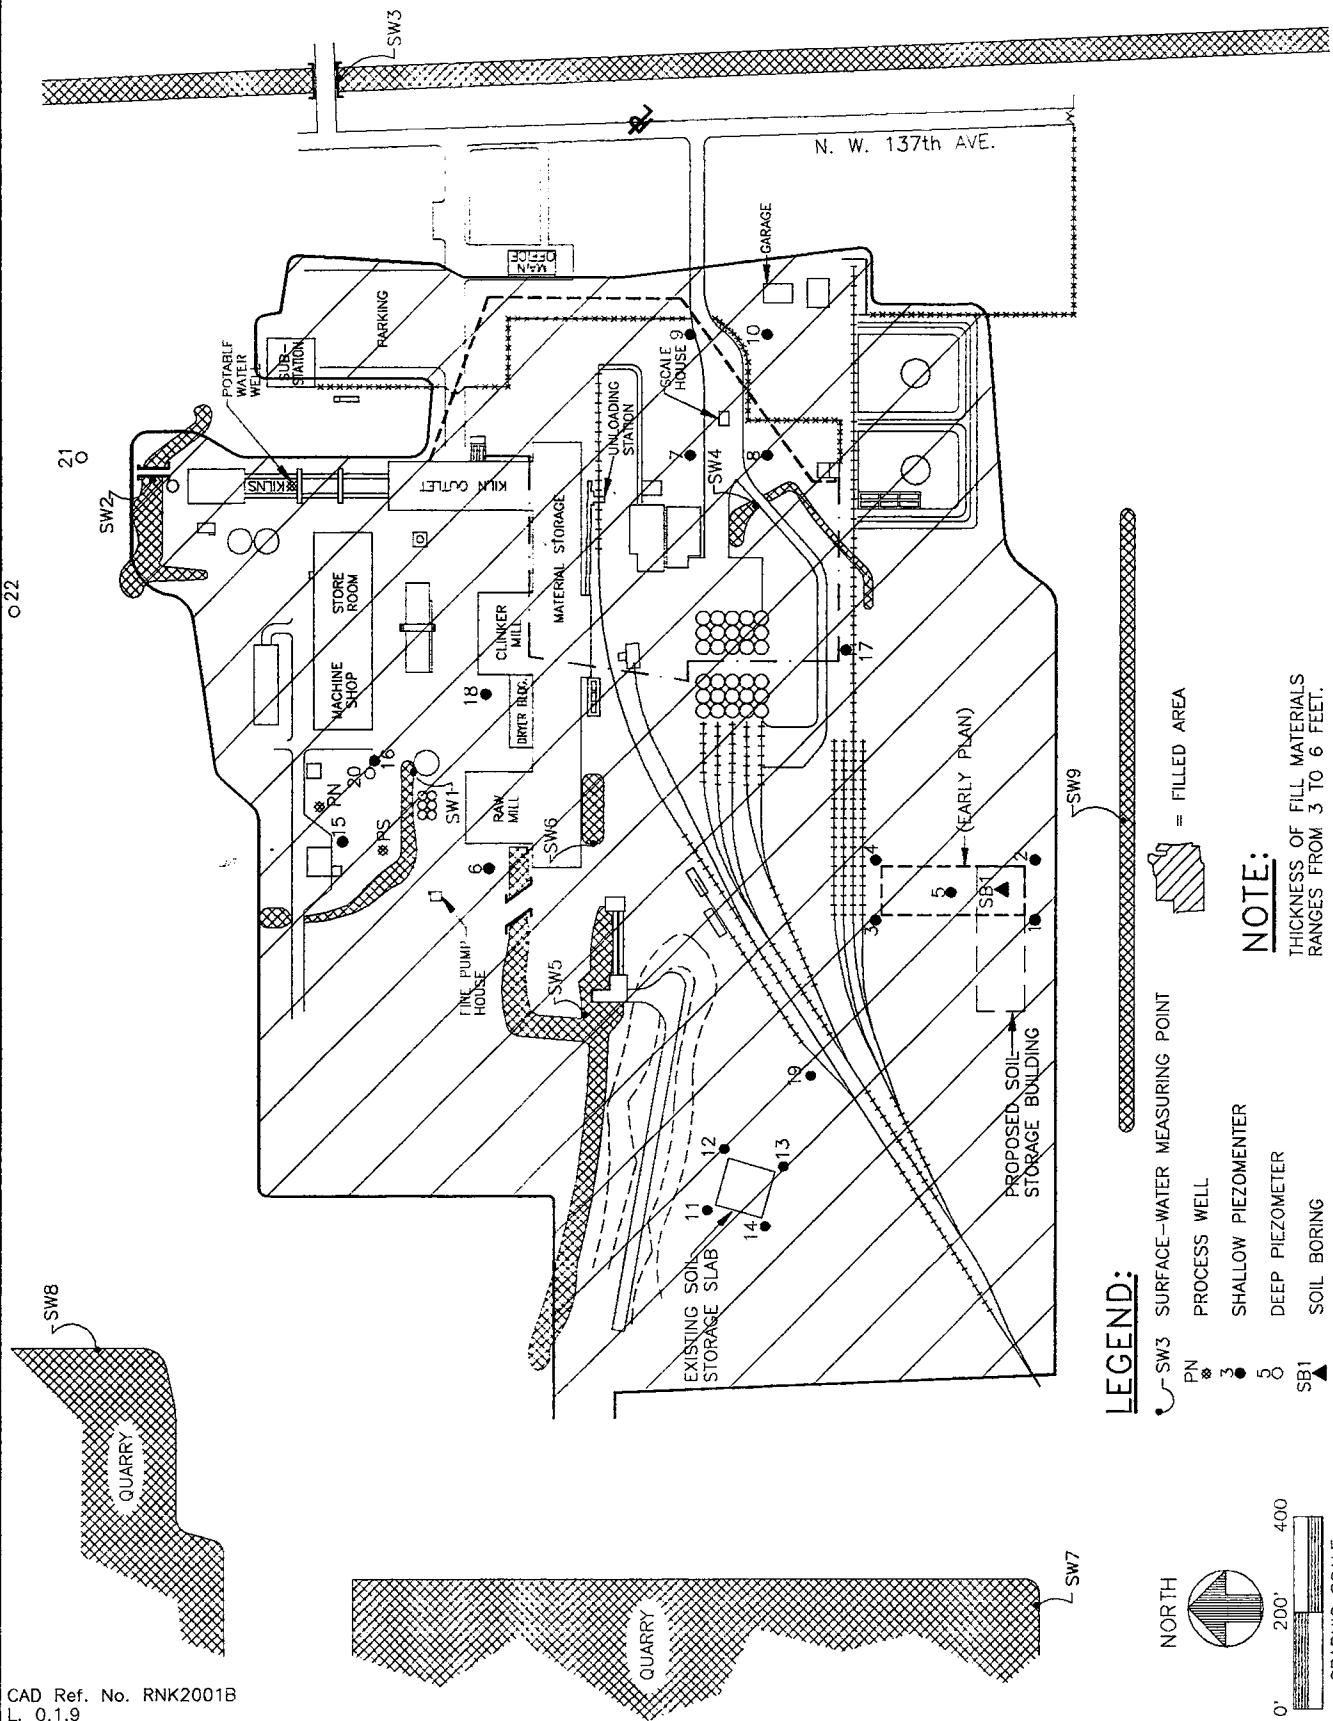 SW3
N. W. 137th AVE.
MAIN
OFFICE
GARAGE
PARKING
SUB-
STATION
POTABLE
WATER
WELL
21
22
SW2
KILNS
KILN OUTLET
SCALE
HOUSE
9
10
7
8
UNLOADING
STATION
SW4
MATERIAL STORAGE
STORE
ROOM
MACHINE
SHOP
CLINKER
MILL
18
DRYER BLDG.
17
16
20
PN
15
PS
SW1
RAW
MILL
SW6
6
SW5
19
12
13
11
14
EXISTING SOIL
STORAGE SLAB
(EARLY PLAN)
4
3
5
SB1
2
1
PROPOSED SOIL
STORAGE BUILDING
SW9
SW8
QUARRY
QUARRY
SW7
= FILLED AREA
NOTE:
THICKNESS OF FILL MATERIALS
RANGES FROM 3 TO 6 FEET.
LEGEND:
SW3 SURFACE-WATER MEASURING POINT
PN PROCESS WELL
3 SHALLOW PIEZOMENTER
5 DEEP PIEZOMETER
SB1 SOIL BORING
NORTH
0' 200' 400
CAD Ref. No. RNK2001B
L. 0.1.9